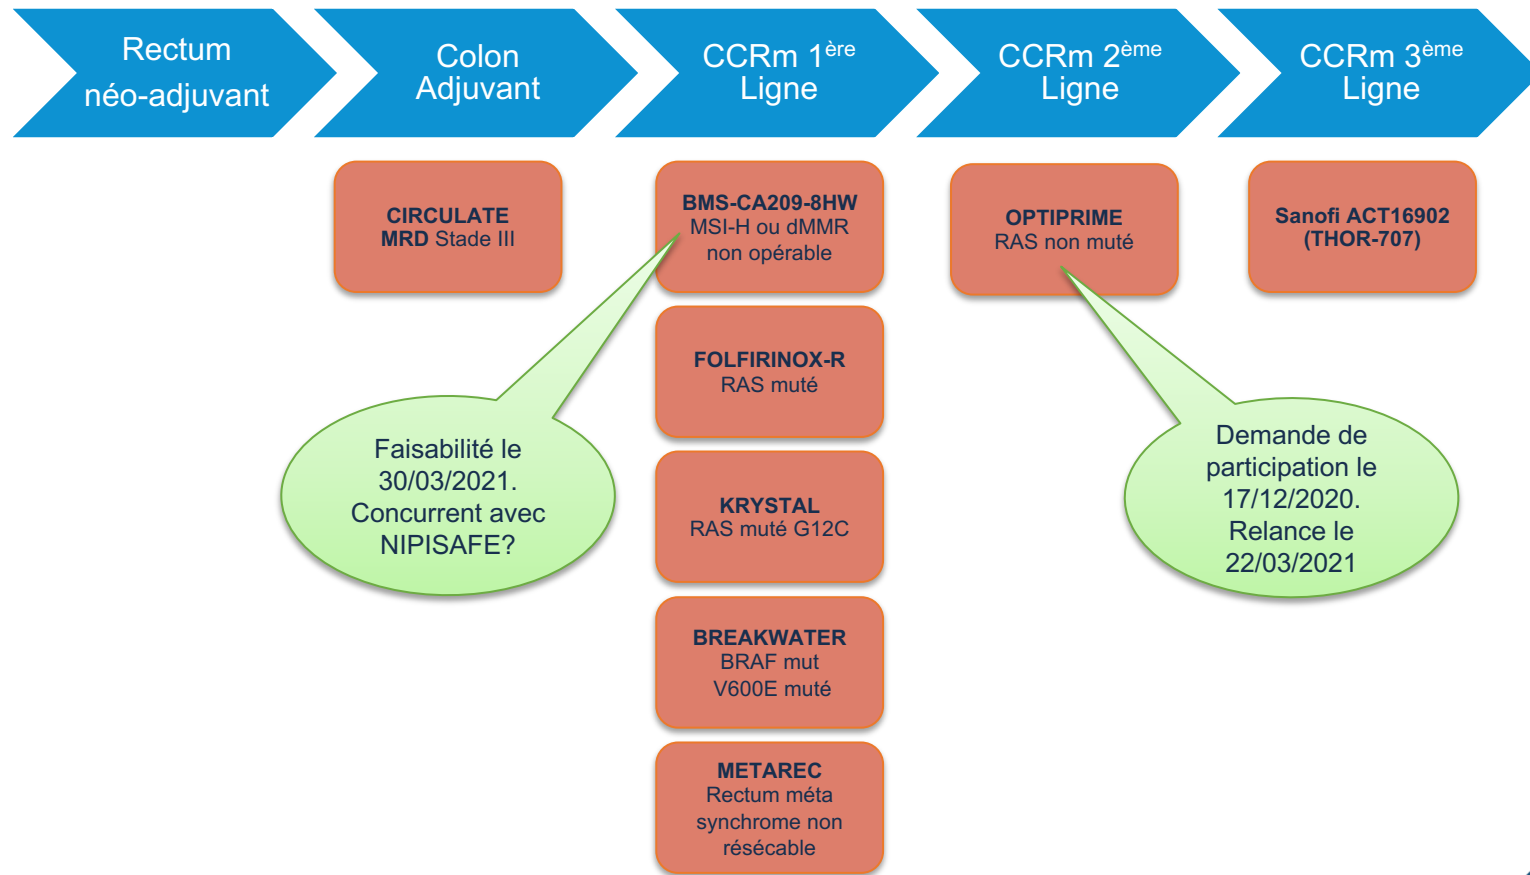 Rectum
néo-adjuvant
Colon
Adjuvant
CCRm 1ère
Ligne
CCRm 2ème
Ligne
CCRm 3ème
Ligne
CIRCULATE
MRD Stade III
BMS-CA209-8HW
MSI-H ou dMMR
non opérable
OPTIPRIME
RAS non muté
Sanofi ACT16902
(THOR-707)
FOLFIRINOX-R
RAS muté
Faisabilité le
30/03/2021.
Concurrent avec
NIPISAFE?
Demande de
participation le
17/12/2020.
Relance le
22/03/2021
KRYSTAL
RAS muté G12C
BREAKWATER
BRAF mut
V600E muté
METAREC
Rectum méta
synchrome non
résécable